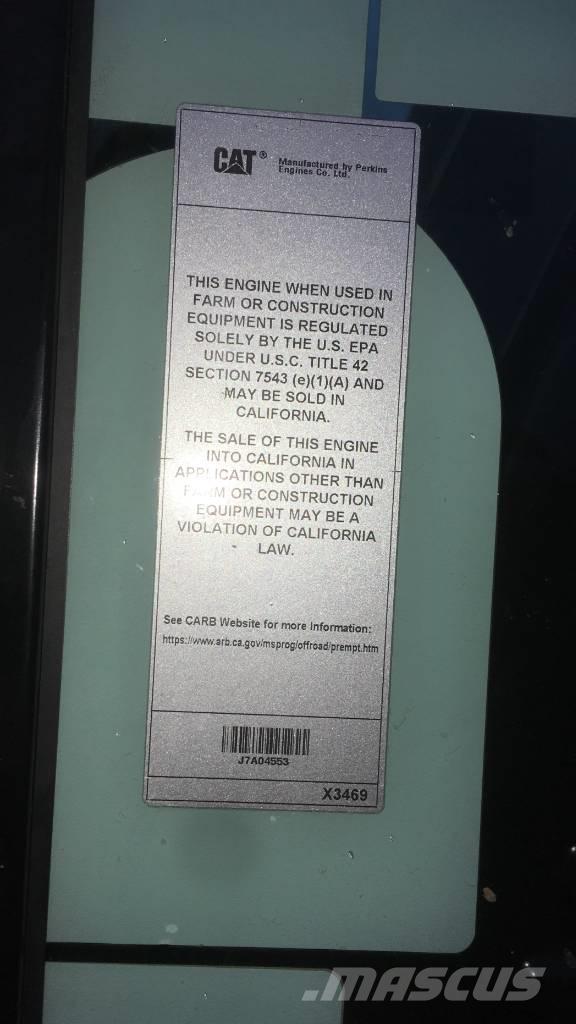 CAT® Manufactured by Perkins
Engines Co. Ltd.
THIS ENGINE WHEN USED IN
FARM OR CONSTRUCTION
EQUIPMENT IS REGULATED
SOLELY BY THE U.S. EPA
UNDER U.S.C. TITLE 42
SECTION 7543 (e)(1)(A) AND
MAY BE SOLD IN
CALIFORNIA.
THE SALE OF THIS ENGINE
INTO CALIFORNIA IN
APPLICATIONS OTHER THAN
FARM OR CONSTRUCTION
EQUIPMENT MAY BE A
VIOLATION OF CALIFORNIA
LAW.
See CARB Website for more Information:
https://www.arb.ca.gov/msprog/offroad/prempt.htm
J7A04553
X3469
MASCUS